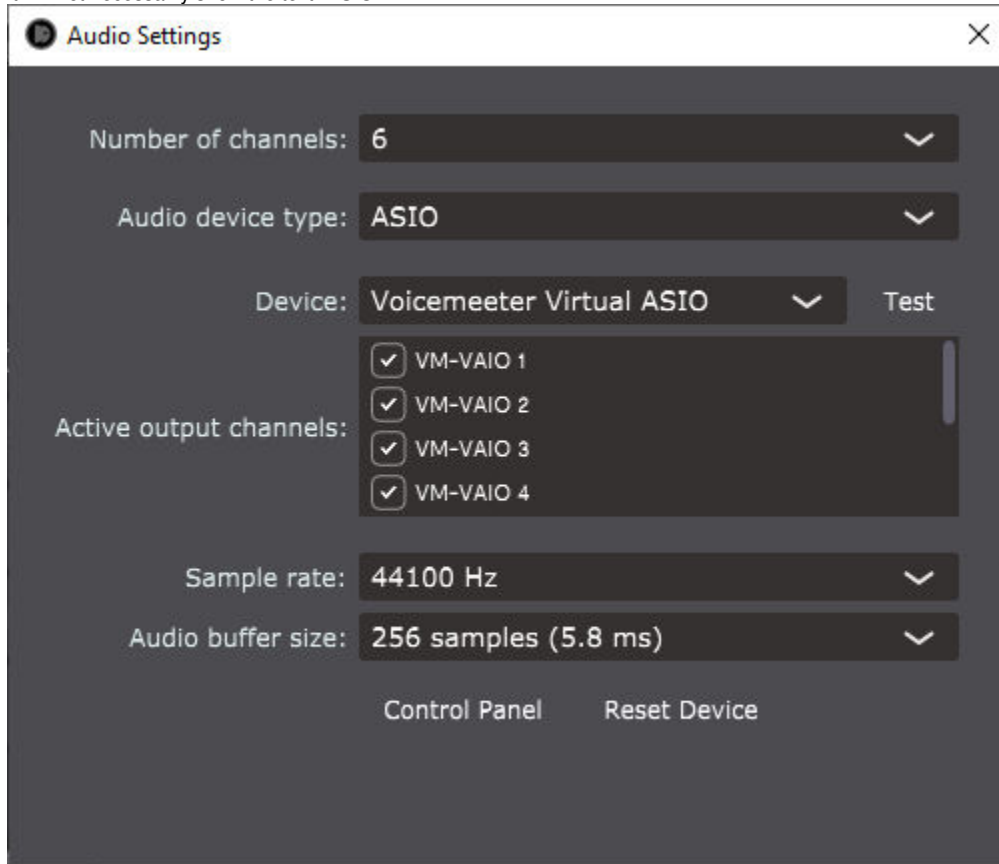 Audio Settings
Number of channels: 6
Audio device type: ASIO
Device: Voicemeeter Virtual ASIO Test
VM-VAIO 1
VM-VAIO 2
Active output channels:
VM-VAIO 3
VM-VAIO 4
Sample rate: 44100 Hz
Audio buffer size: 256 samples (5.8 ms)
Control Panel Reset Device